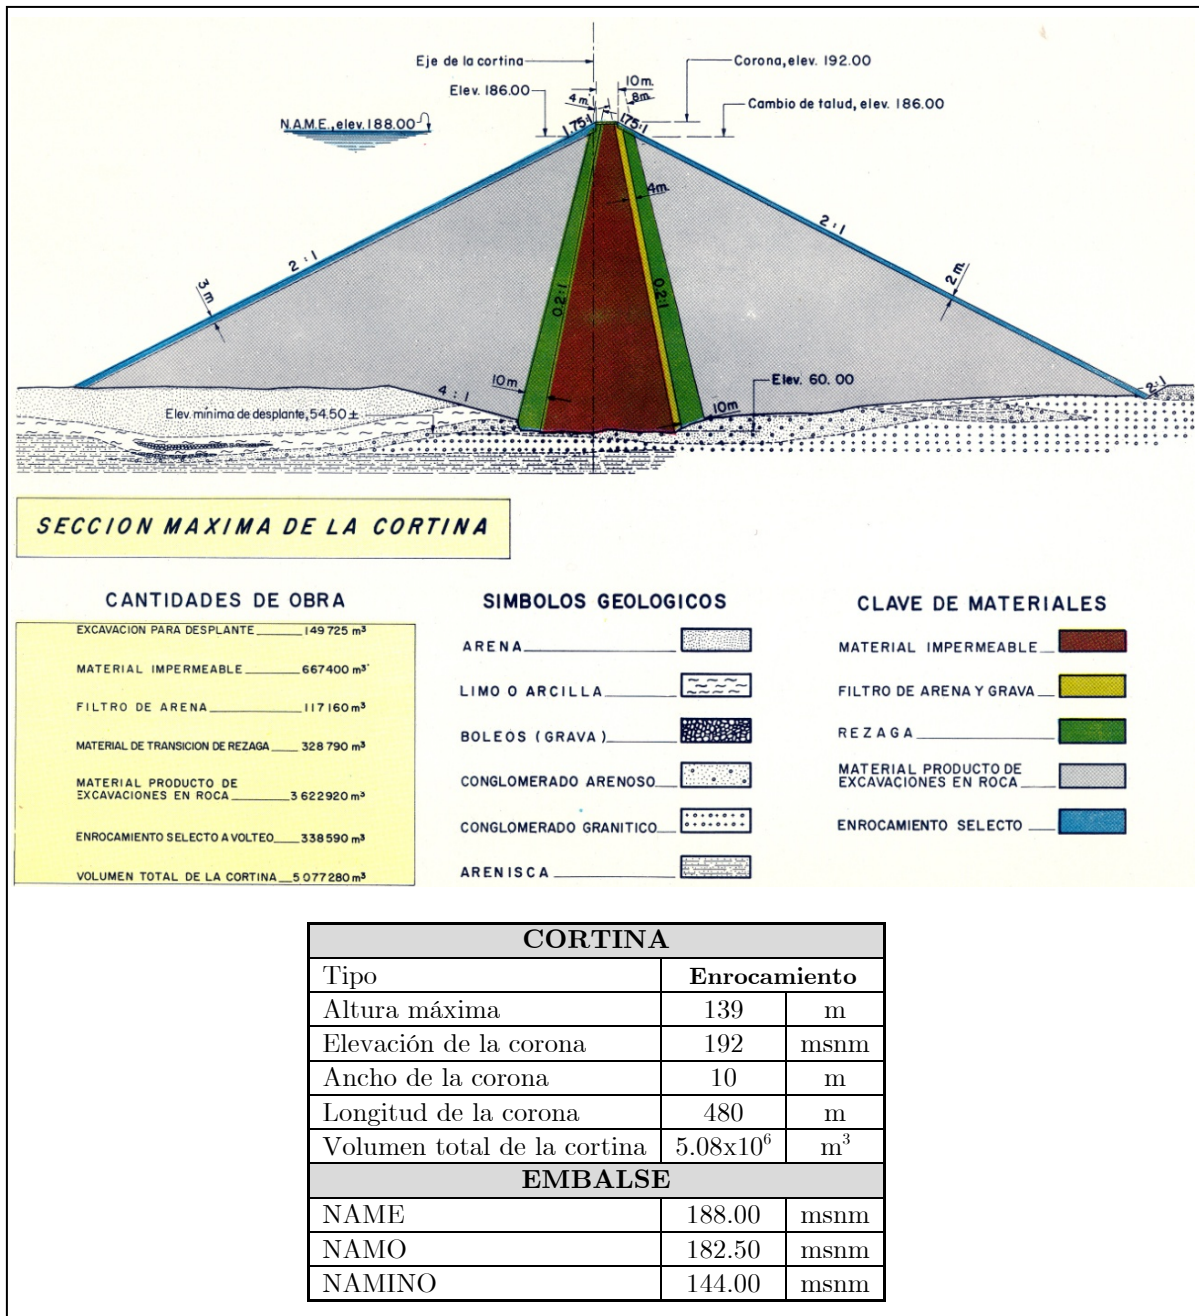 Eje de la cortina
Corona, elev. 192.00
10m.
Elev. 186.00
4 m.
8m.
Cambio de talud, elev. 186.00
N.A.M.E., elev. 188.00
1.75:1
1.75:1
4m.
2 : 1
2 : 1
3 m
0.2:1
0.2:1
2 m.
10m
4 : 1
Elev. 60. 00
2:1
Elev. mínima de desplante, 54.50 ±
10m
SECCION MAXIMA DE LA CORTINA
CANTIDADES DE OBRA
EXCAVACION PARA DESPLANTE 149 725 m³
MATERIAL IMPERMEABLE 667400 m³
FILTRO DE ARENA 117160 m³
MATERIAL DE TRANSICION DE REZAGA 328 790 m³
MATERIAL PRODUCTO DE
EXCAVACIONES EN ROCA 3 622920 m³
ENROCAMIENTO SELECTO A VOLTEO 338590 m³
VOLUMEN TOTAL DE LA CORTINA 5 077280 m³
SIMBOLOS GEOLOGICOS
ARENA
LIMO O ARCILLA
BOLEOS (GRAVA)
CONGLOMERADO ARENOSO
CONGLOMERADO GRANITICO
ARENISCA
CLAVE DE MATERIALES
MATERIAL IMPERMEABLE
FILTRO DE ARENA Y GRAVA
REZAGA
MATERIAL PRODUCTO DE
EXCAVACIONES EN ROCA
ENROCAMIENTO SELECTO
CORTINA
Tipo Enrocamiento
Altura máxima 139 m
Elevación de la corona 192 msnm
Ancho de la corona 10 m
Longitud de la corona 480 m
Volumen total de la cortina 5.08x10⁶ m³
EMBALSE
NAME 188.00 msnm
NAMO 182.50 msnm
NAMINO 144.00 msnm